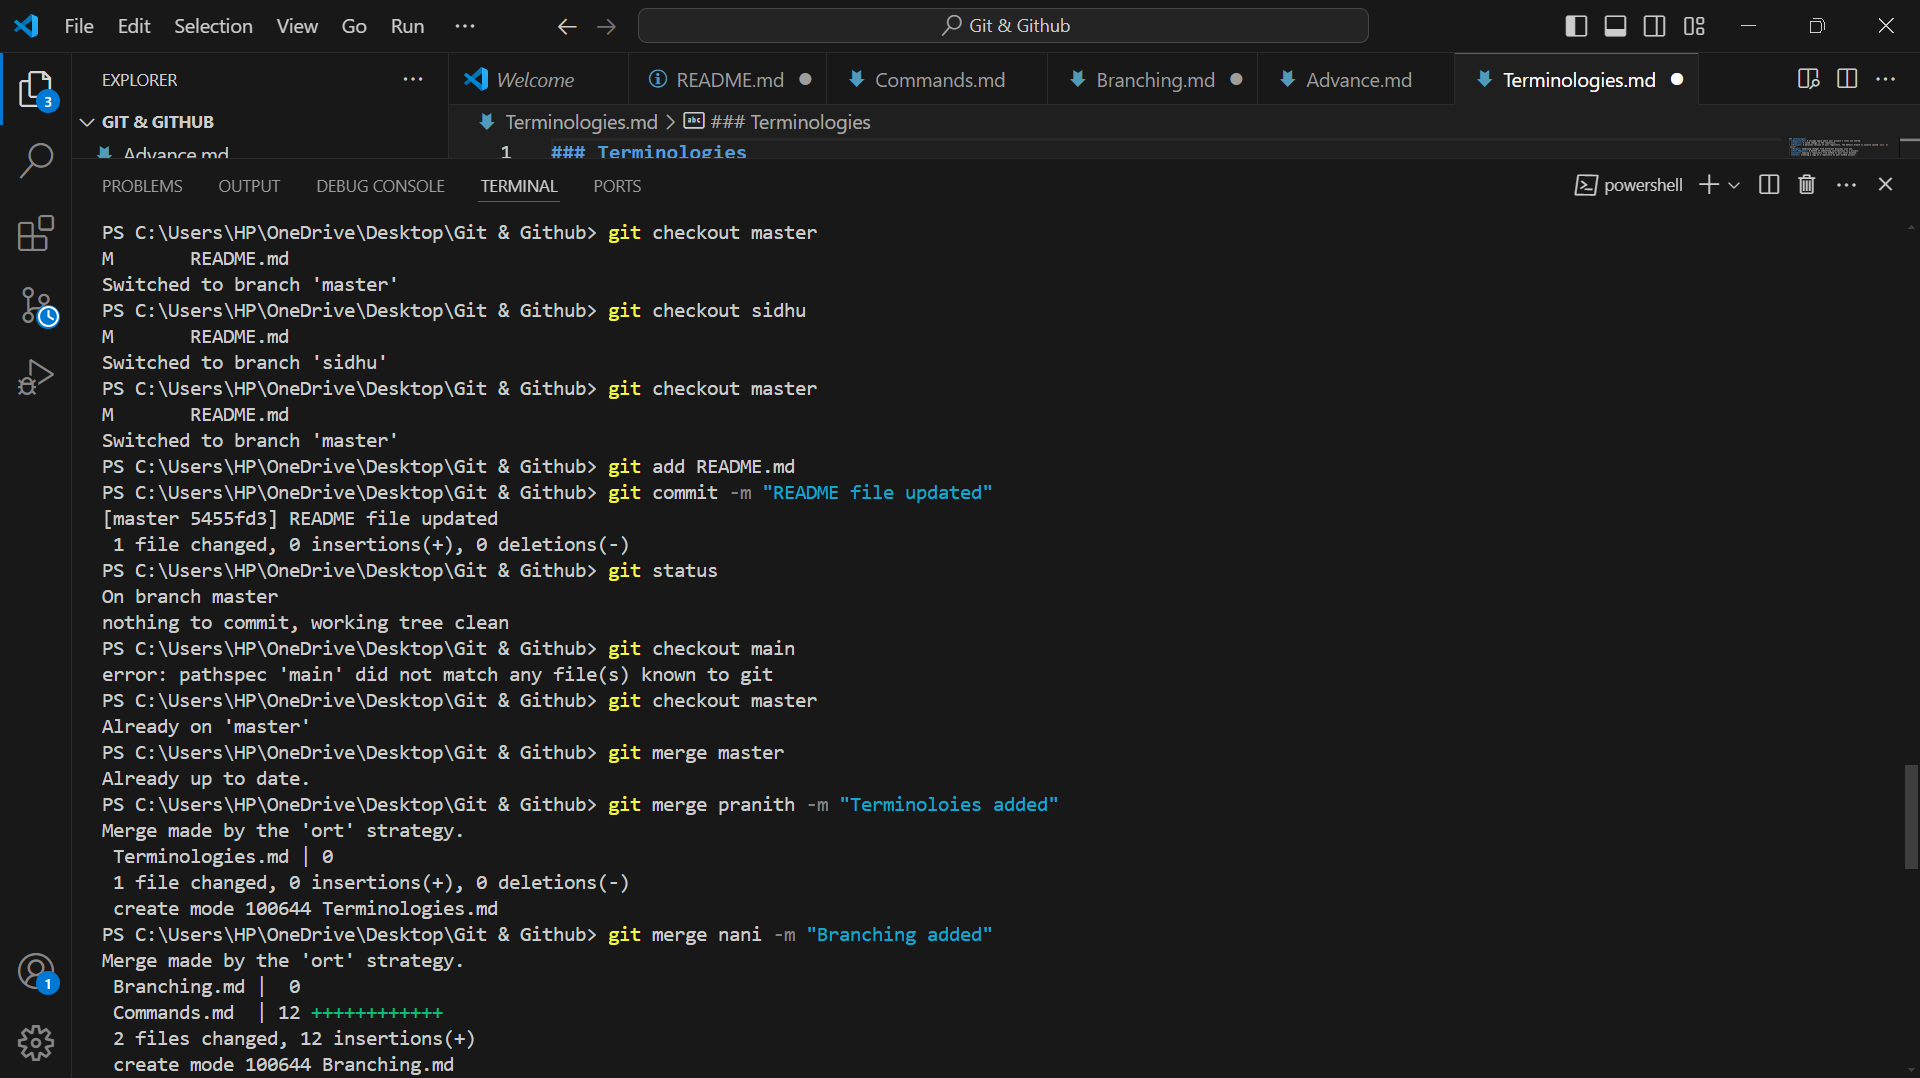 File Edit Selection View Go Run ··· Git & Github
EXPLORER ···
Welcome README.md Commands.md Branching.md Advance.md Terminologies.md
3
GIT & GITHUB
Terminologies.md > abc ### Terminologies
Advance.md
1 ### Terminologies
PROBLEMS OUTPUT DEBUG CONSOLE TERMINAL PORTS powershell
PS C:\Users\HP\OneDrive\Desktop\Git & Github> git checkout master
M README.md
Switched to branch 'master'
PS C:\Users\HP\OneDrive\Desktop\Git & Github> git checkout sidhu
M README.md
Switched to branch 'sidhu'
PS C:\Users\HP\OneDrive\Desktop\Git & Github> git checkout master
M README.md
Switched to branch 'master'
PS C:\Users\HP\OneDrive\Desktop\Git & Github> git add README.md
PS C:\Users\HP\OneDrive\Desktop\Git & Github> git commit -m "README file updated"
[master 5455fd3] README file updated
1 file changed, 0 insertions(+), 0 deletions(-)
PS C:\Users\HP\OneDrive\Desktop\Git & Github> git status
On branch master
nothing to commit, working tree clean
PS C:\Users\HP\OneDrive\Desktop\Git & Github> git checkout main
error: pathspec 'main' did not match any file(s) known to git
PS C:\Users\HP\OneDrive\Desktop\Git & Github> git checkout master
Already on 'master'
PS C:\Users\HP\OneDrive\Desktop\Git & Github> git merge master
Already up to date.
PS C:\Users\HP\OneDrive\Desktop\Git & Github> git merge pranith -m "Terminoloies added"
Merge made by the 'ort' strategy.
Terminologies.md | 0
1 file changed, 0 insertions(+), 0 deletions(-)
create mode 100644 Terminologies.md
PS C:\Users\HP\OneDrive\Desktop\Git & Github> git merge nani -m "Branching added"
Merge made by the 'ort' strategy.
Branching.md | 0
1
Commands.md | 12 ++++++++++++
2 files changed, 12 insertions(+)
create mode 100644 Branching.md